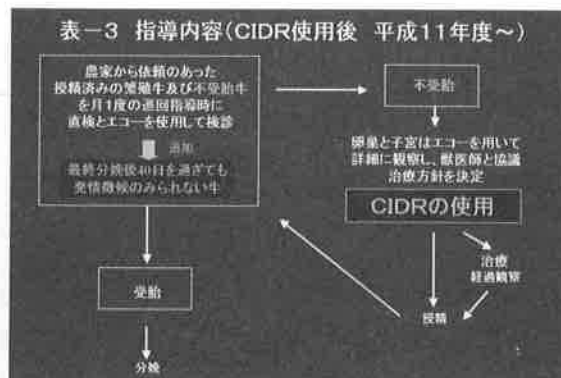 表－3 指導内容(CIDR使用後 平成11年度～)
農家から依頼のあった
授精済みの繁殖牛及び不受胎牛
を月1度の巡回指導時に
直検とエコーを使用して検診
追加
最終分娩後40日を過ぎても
発情徴候のみられない牛
受胎
分娩
不受胎
卵巣と子宮はエコーを用いて
詳細に観察し、獣医師と協議
治療方針を決定
CIDRの使用
治療
経過観察
授精